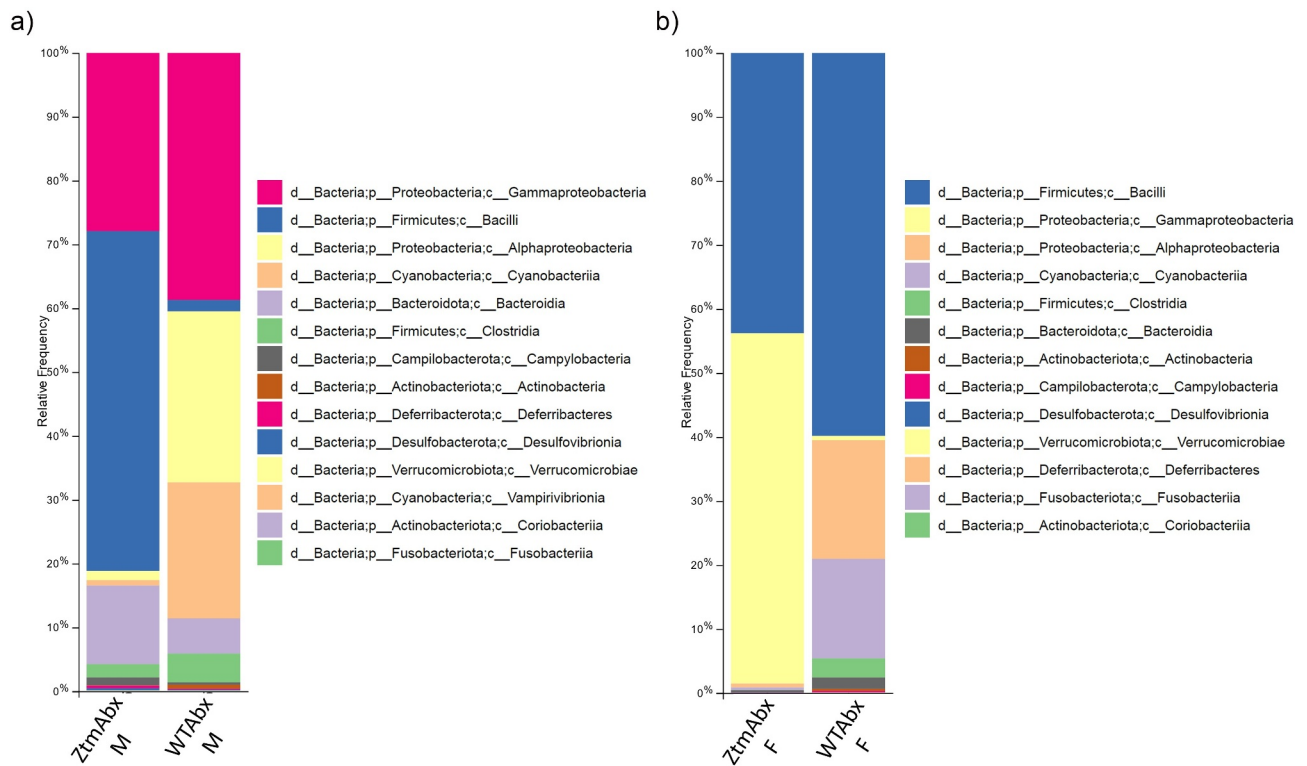 a)
100%
90%
80%
70%
60%
50%
40%
30%
20%
10%
0%
Relative Frequency
ZtmAbx
M
WTAbx
M
d__Bacteria;p__Proteobacteria;c__Gammaproteobacteria
d__Bacteria;p__Firmicutes;c__Bacilli
d__Bacteria;p__Proteobacteria;c__Alphaproteobacteria
d__Bacteria;p__Cyanobacteria;c__Cyanobacteriia
d__Bacteria;p__Bacteroidota;c__Bacteroidia
d__Bacteria;p__Firmicutes;c__Clostridia
d__Bacteria;p__Campilobacterota;c__Campylobacteria
d__Bacteria;p__Actinobacteriota;c__Actinobacteria
d__Bacteria;p__Deferribacterota;c__Deferribacteres
d__Bacteria;p__Desulfobacterota;c__Desulfovibrionia
d__Bacteria;p__Verrucomicrobiota;c__Verrucomicrobiae
d__Bacteria;p__Cyanobacteria;c__Vampirivibrionia
d__Bacteria;p__Actinobacteriota;c__Coriobacteriia
d__Bacteria;p__Fusobacteriota;c__Fusobacteriia
b)
100%
90%
80%
70%
60%
50%
40%
30%
20%
10%
0%
Relative Frequency
ZtmAbx
F
WTAbx
F
d__Bacteria;p__Firmicutes;c__Bacilli
d__Bacteria;p__Proteobacteria;c__Gammaproteobacteria
d__Bacteria;p__Proteobacteria;c__Alphaproteobacteria
d__Bacteria;p__Cyanobacteria;c__Cyanobacteriia
d__Bacteria;p__Firmicutes;c__Clostridia
d__Bacteria;p__Bacteroidota;c__Bacteroidia
d__Bacteria;p__Actinobacteriota;c__Actinobacteria
d__Bacteria;p__Campilobacterota;c__Campylobacteria
d__Bacteria;p__Desulfobacterota;c__Desulfovibrionia
d__Bacteria;p__Verrucomicrobiota;c__Verrucomicrobiae
d__Bacteria;p__Deferribacterota;c__Deferribacteres
d__Bacteria;p__Fusobacteriota;c__Fusobacteriia
d__Bacteria;p__Actinobacteriota;c__Coriobacteriia